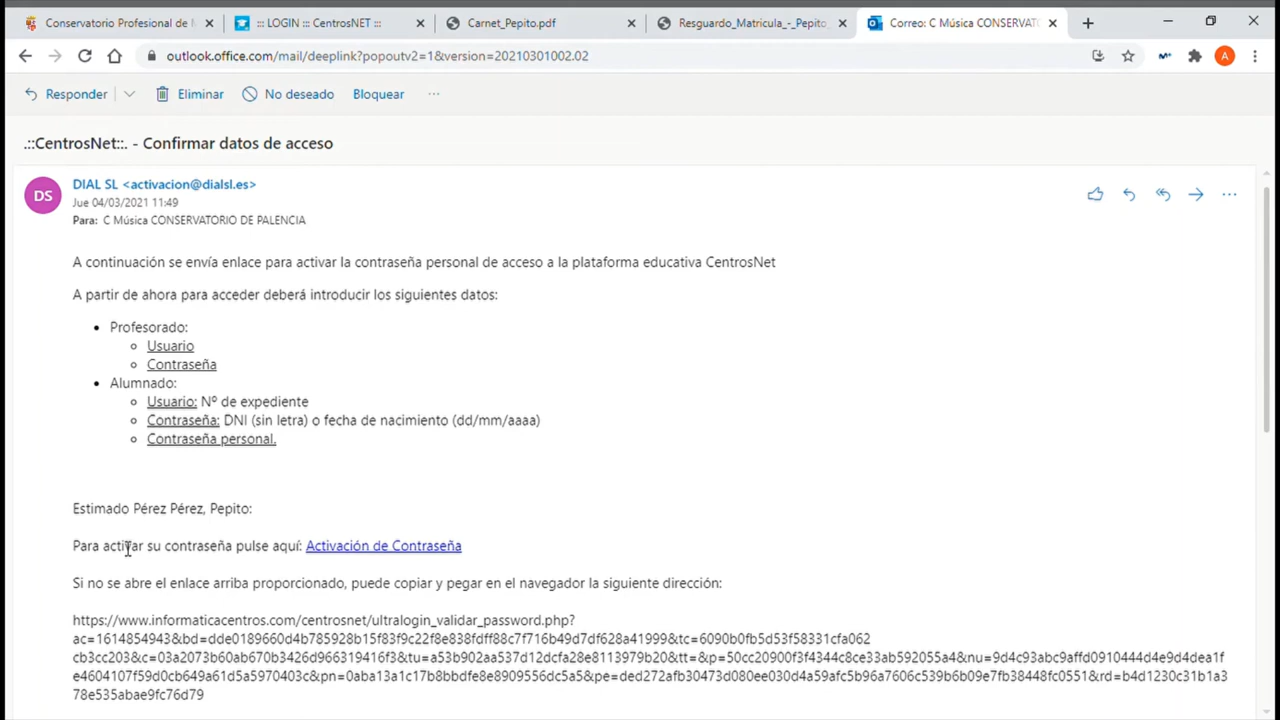 Conservatorio Profesional de
::: LOGIN ::: CentrosNET :::
Carnet_Pepito.pdf
Resguardo_Matricula_-_Pepito
Correo: C Música CONSERVAT
outlook.office.com/mail/deeplink?popoutv2=1&version=20210301002.02
A
Responder
Eliminar
No deseado
Bloquear
.::CentrosNet::. - Confirmar datos de acceso
DS
DIAL SL <activacion@dialsl.es>
Jue 04/03/2021 11:49
Para: C Música CONSERVATORIO DE PALENCIA
A continuación se envía enlace para activar la contraseña personal de acceso a la plataforma educativa CentrosNet
A partir de ahora para acceder deberá introducir los siguientes datos:
Profesorado:
Usuario
Contraseña
Alumnado:
Usuario: Nº de expediente
Contraseña: DNI (sin letra) o fecha de nacimiento (dd/mm/aaaa)
Contraseña personal.
Estimado Pérez Pérez, Pepito:
Para activar su contraseña pulse aquí: Activación de Contraseña
Si no se abre el enlace arriba proporcionado, puede copiar y pegar en el navegador la siguiente dirección:
https://www.informaticacentros.com/centrosnet/ultralogin_validar_password.php?
ac=1614854943&bd=dde0189660d4b785928b15f83f9c22f8e838fdff88c7f716b49d7df628a41999&tc=6090b0fb5d53f58331cfa062
cb3cc203&c=03a2073b60ab670b3426d966319416f3&tu=a53b902aa537d12dcfa28e8113979b20&tt=&p=50cc20900f3f4344c8ce33ab592055a4&nu=9d4c93abc9affd0910444d4e9d4dea1f
e4604107f59d0cb649a61d5a5970403c&pn=0aba13a1c17b8bbdfe8e8909556dc5a5&pe=ded272afb30473d080ee030d4a59afc5b96a7606c539b6b09e7fb38448fc0551&rd=b4d1230c31b1a3
78e535abae9fc76d79